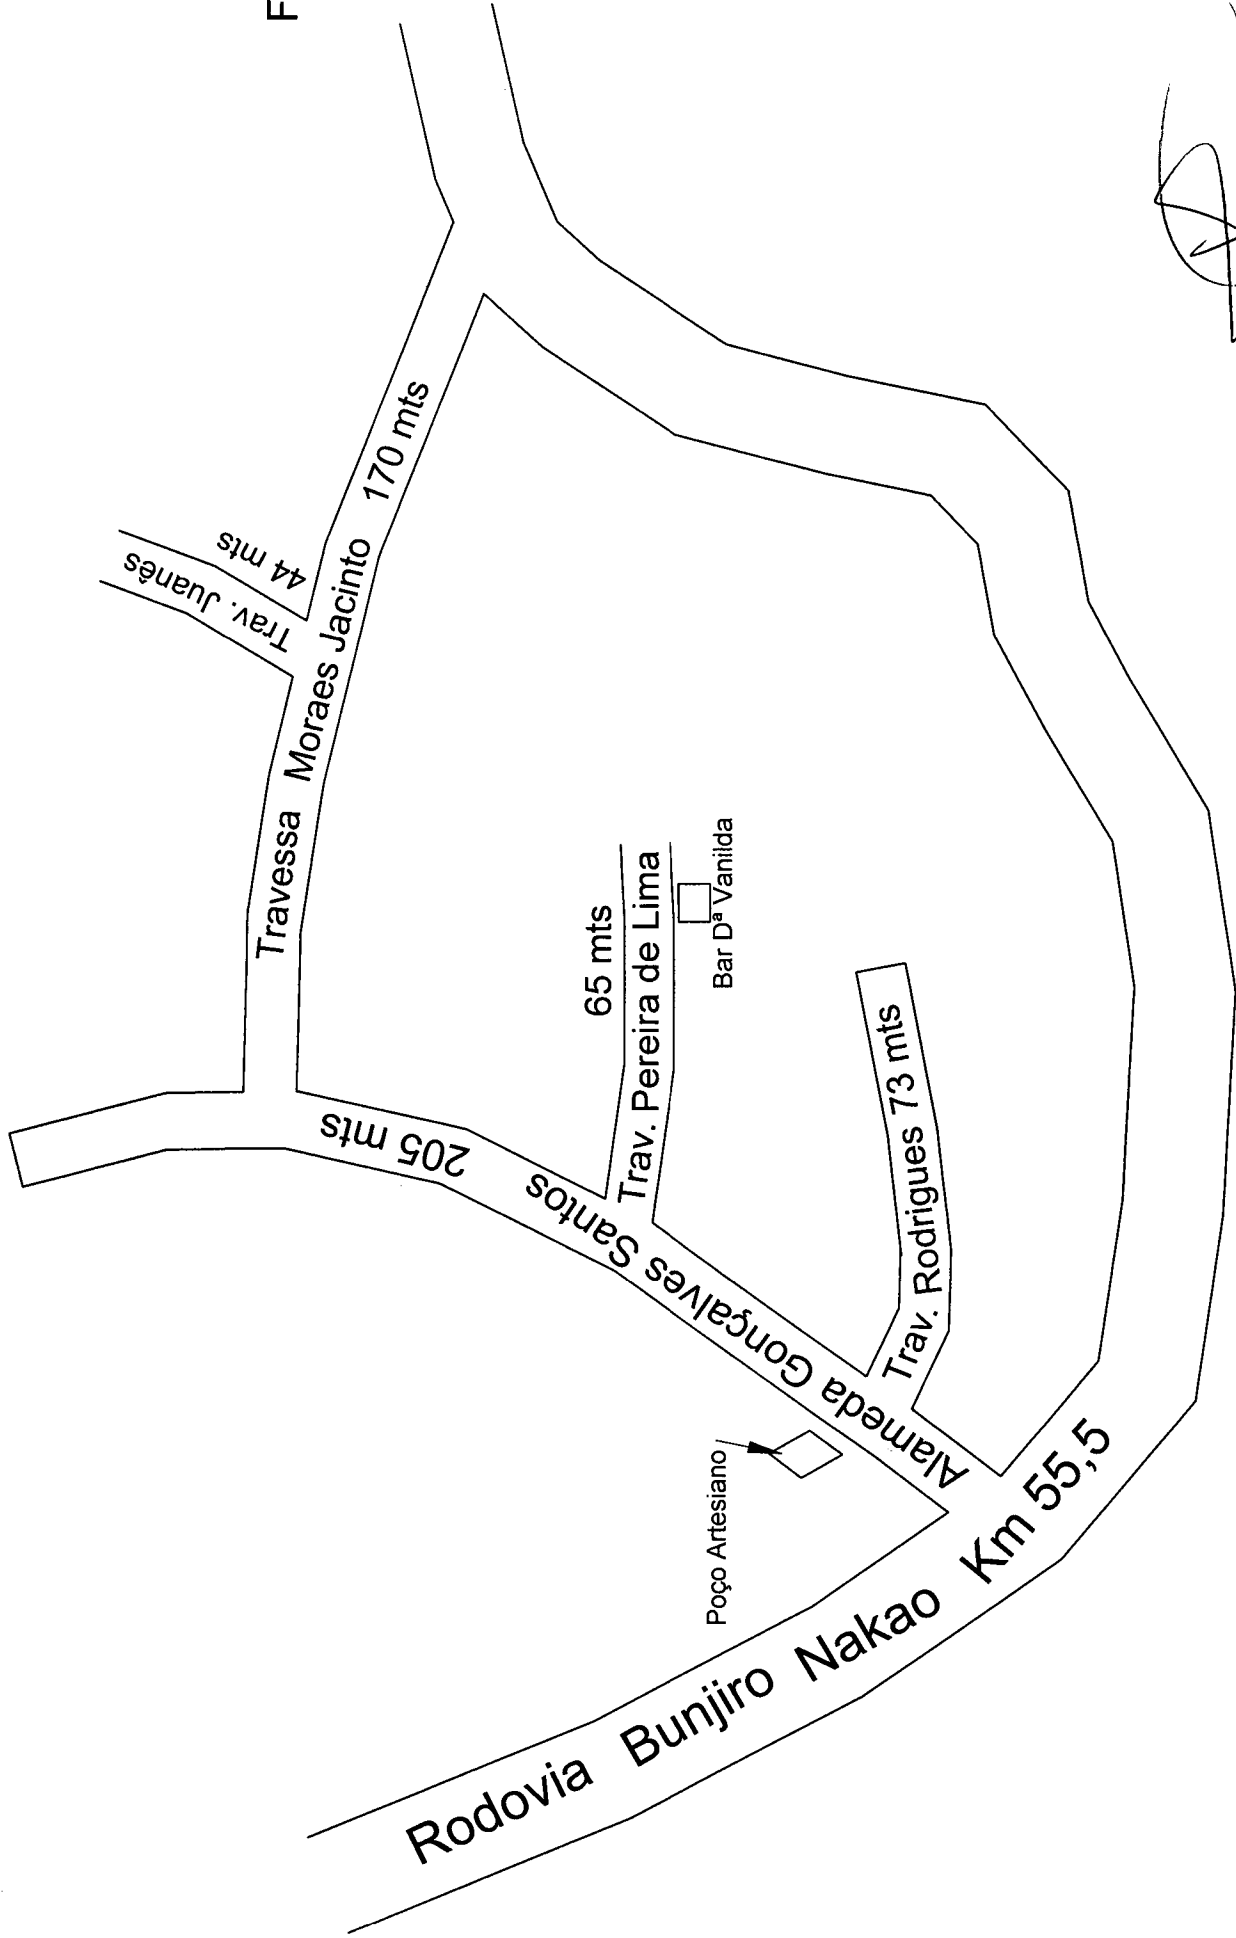 F
Trav. Juanês
44 mts
Travessa Moraes Jacinto 170 mts
205 mts
Alameda Gonçalves Santos
65 mts
Trav. Pereira de Lima
Bar Dª Vanilda
Trav. Rodrigues 73 mts
Poço Artesiano
Rodovia Bunjiro Nakao Km 55,5